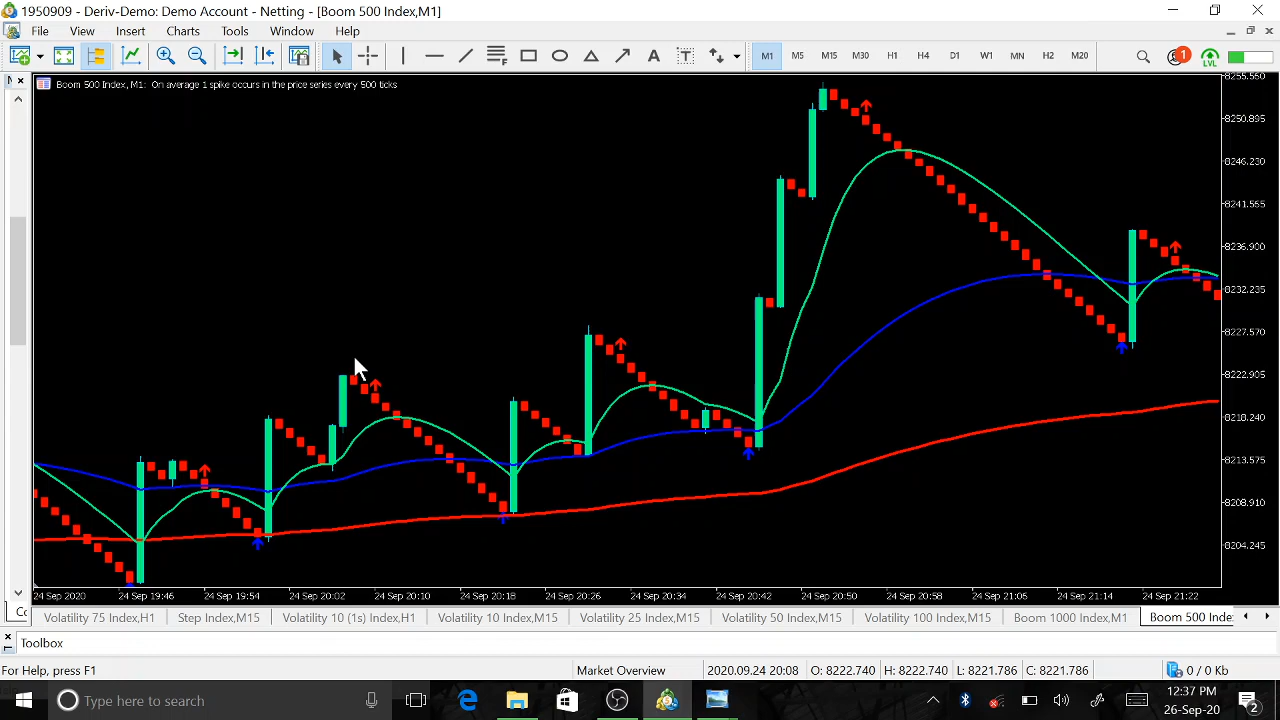 1950909 - Deriv-Demo: Demo Account - Netting - [Boom 500 Index,M1]
File View Insert Charts Tools Window Help
A T M1 M5 M15 M30 H1 H4 D1 W1 MN H2 M20 1 LVL
Boom 500 Index, M1: On average 1 spike occurs in the price series every 500 ticks
8255.560
8250.895
8246.230
8241.555
8236.900
8232.235
8227.570
8222.905
8218.240
8213.575
8208.910
8204.245
24 Sep 2020 24 Sep 19:46 24 Sep 19:54 24 Sep 20:02 24 Sep 20:10 24 Sep 20:18 24 Sep 20:26 24 Sep 20:34 24 Sep 20:42 24 Sep 20:50 24 Sep 20:58 24 Sep 21:05 24 Sep 21:14 24 Sep 21:22
Volatility 75 Index,H1 Step Index,M15 Volatility 10 (1s) Index,H1 Volatility 10 Index,M15 Volatility 25 Index,M15 Volatility 50 Index,M15 Volatility 100 Index,M15 Boom 1000 Index,M1 Boom 500 Inde
Toolbox
For Help, press F1 Market Overview 2020.09.24 20:08 O: 8222.740 H: 8222.740 L: 8221.786 C: 8221.786 0 / 0 Kb
Type here to search 12:37 PM
26-Sep-20 2